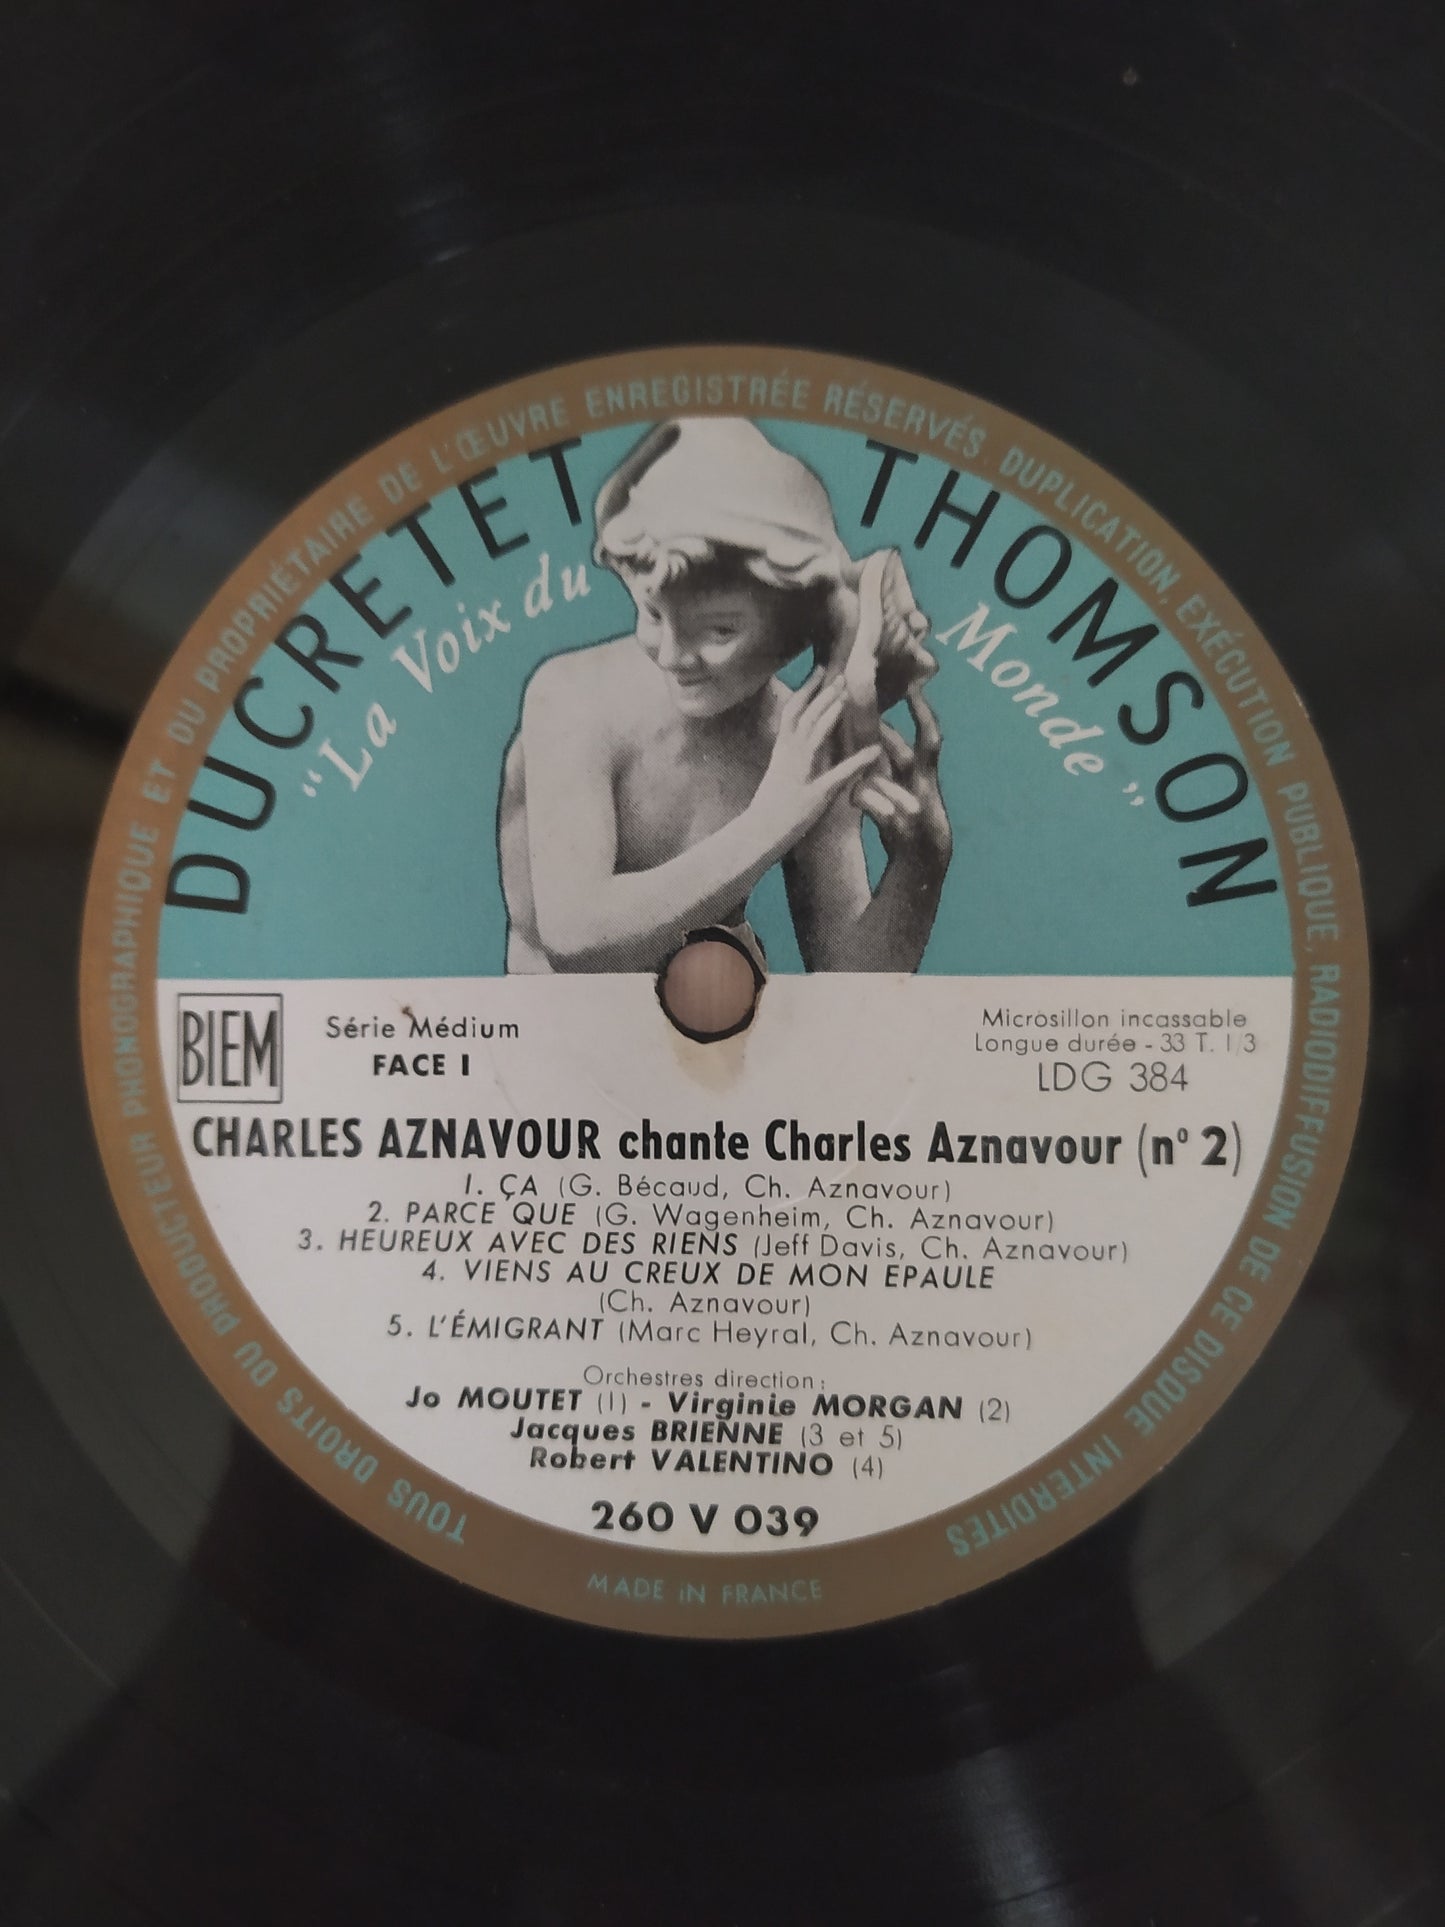 TOUS DROITS DU PRODUCTEUR PHONOGRAPHIQUE ET DU PROPRIÉTAIRE DE L'ŒUVRE ENREGISTRÉE RÉSERVÉS. DUPLICATION, EXÉCUTION PUBLIQUE, RADIODIFFUSION DE CE DISQUE INTERDITES
DUCRETET THOMSON
"La Voix du Monde"
BIEM
Série Médium
FACE I
Microsillon incassable
Longue durée - 33 T. 1/3
LDG 384
CHARLES AZNAVOUR chante Charles Aznavour (nº 2)
1. ÇA (G. Bécaud, Ch. Aznavour)
2. PARCE QUE (G. Wagenheim, Ch. Aznavour)
3. HEUREUX AVEC DES RIENS (Jeff Davis, Ch. Aznavour)
4. VIENS AU CREUX DE MON EPAULE
(Ch. Aznavour)
5. L'ÉMIGRANT (Marc Heyral, Ch. Aznavour)
Orchestres direction :
Jo MOUTET (1) - Virginie MORGAN (2)
Jacques BRIENNE (3 et 5)
Robert VALENTINO (4)
260 V 039
MADE IN FRANCE